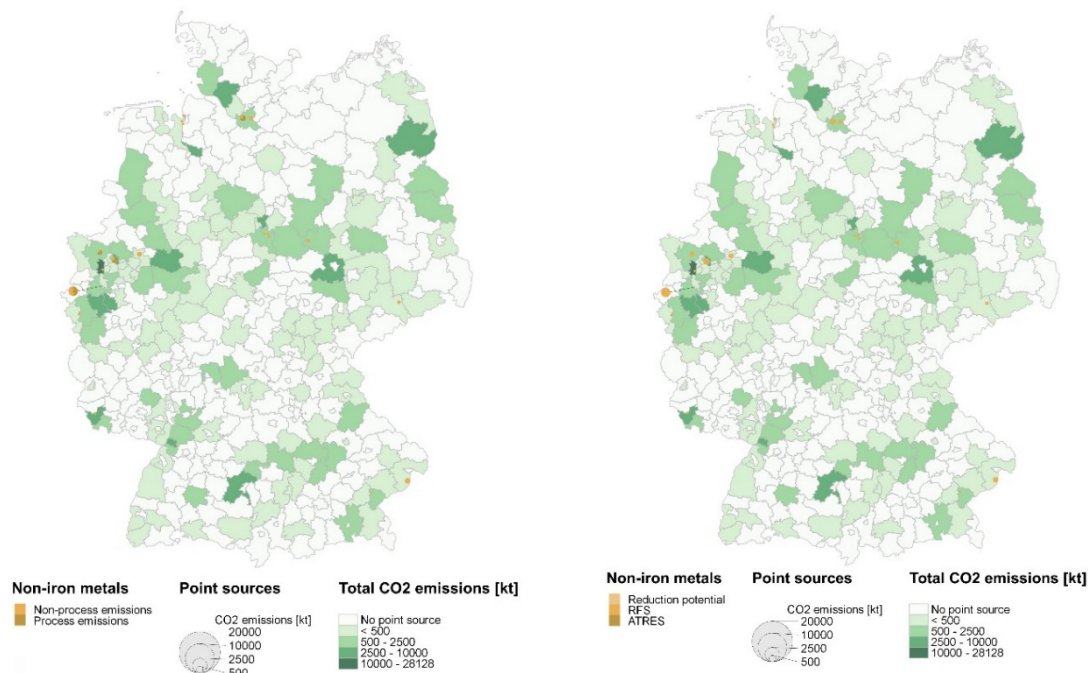 Non-iron metals
Non-process emissions
Process emissions
Point sources
CO2 emissions [kt]
20000
10000
2500
500
Total CO2 emissions [kt]
No point source
< 500
500 - 2500
2500 - 10000
10000 - 28128
Non-iron metals
Reduction potential
RFS
ATRES
Point sources
CO2 emissions [kt]
20000
10000
2500
500
Total CO2 emissions [kt]
No point source
< 500
500 - 2500
2500 - 10000
10000 - 28128